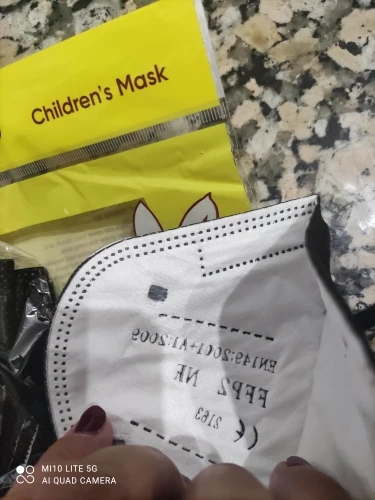 Children's Mask
EN149:2001+A1:2009
FFP2 NR
CE 2163
MI10 LITE 5G
AI QUAD CAMERA